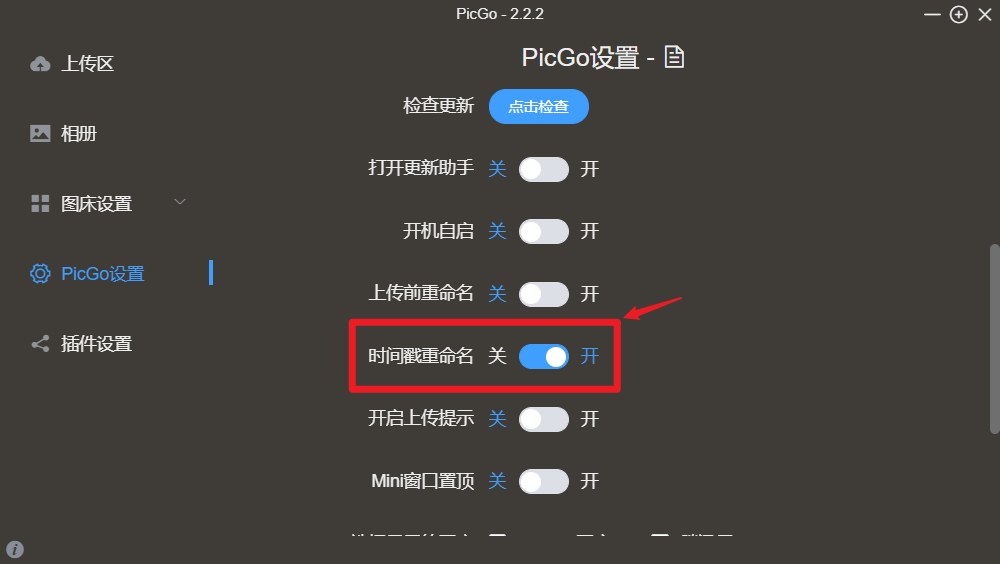 PicGo - 2.2.2
上传区
相册
图床设置
PicGo设置
插件设置
PicGo设置 -
检查更新 点击检查
打开更新助手 关 开
开机自启 关 开
上传前重命名 关 开
时间戳重命名 关 开
开启上传提示 关 开
Mini窗口置顶 关 开